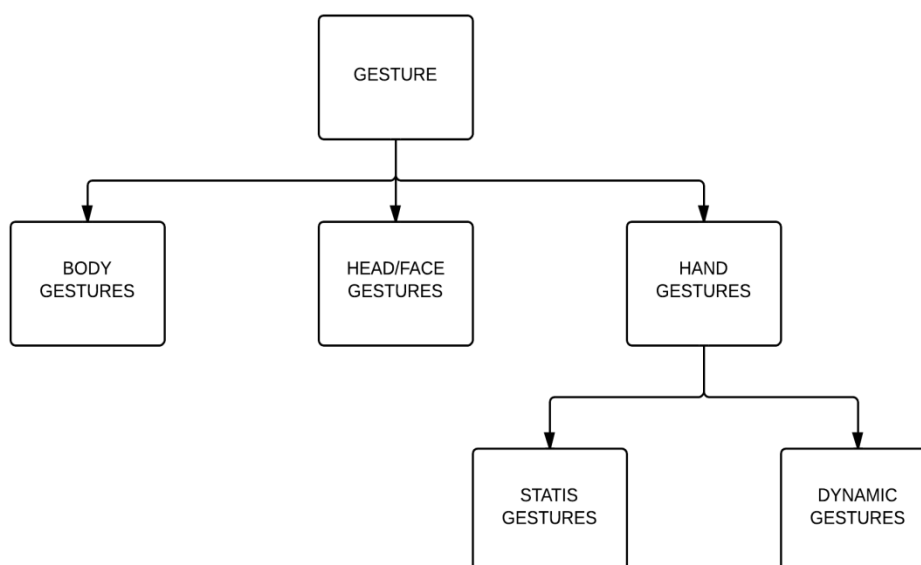 GESTURE
BODY
GESTURES
HEAD/FACE
GESTURES
HAND
GESTURES
STATIS
GESTURES
DYNAMIC
GESTURES